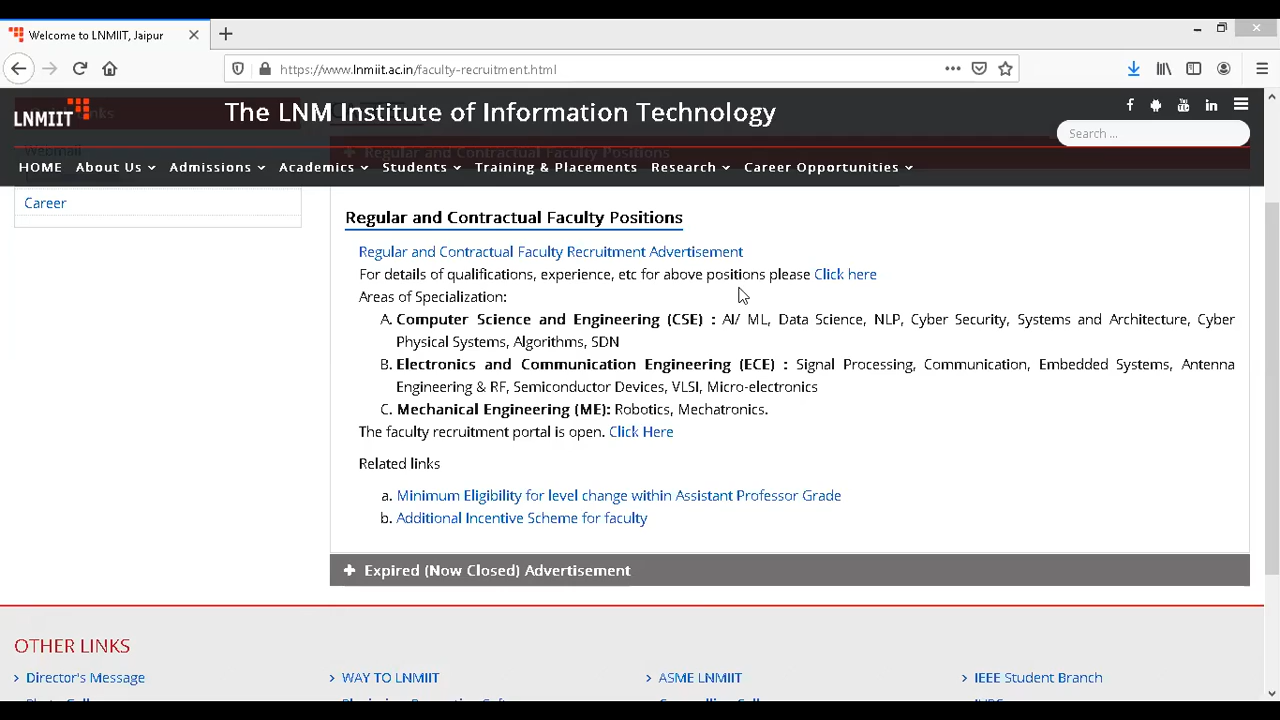 Welcome to LNMIIT, Jaipur
https://www.lnmiit.ac.in/faculty-recruitment.html
LNMIIT
The LNM Institute of Information Technology
Search ...
Webmail
Regular and Contractual Faculty Positions
HOME About Us Admissions Academics Students Training & Placements Research Career Opportunities
Career
Regular and Contractual Faculty Positions
Regular and Contractual Faculty Recruitment Advertisement
For details of qualifications, experience, etc for above positions please Click here
Areas of Specialization:
A. Computer Science and Engineering (CSE) : AI/ ML, Data Science, NLP, Cyber Security, Systems and Architecture, Cyber
Physical Systems, Algorithms, SDN
B. Electronics and Communication Engineering (ECE) : Signal Processing, Communication, Embedded Systems, Antenna
Engineering & RF, Semiconductor Devices, VLSI, Micro-electronics
C. Mechanical Engineering (ME): Robotics, Mechatronics.
The faculty recruitment portal is open. Click Here
Related links
a. Minimum Eligibility for level change within Assistant Professor Grade
b. Additional Incentive Scheme for faculty
Expired (Now Closed) Advertisement
OTHER LINKS
Director's Message WAY TO LNMIIT ASME LNMIIT IEEE Student Branch